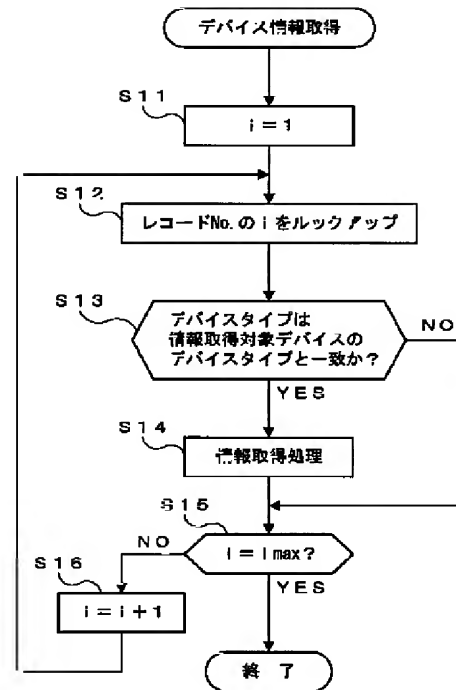 デバイス情報取得
S11
i=1
S12
レコードNo.のiをルックアップ
S13
デバイスタイプは
情報取得対象デバイスの
デバイスタイプと一致か?
NO
YES
S14
情報取得処理
S15
i=imax?
NO
YES
S16
i=i+1
終 了